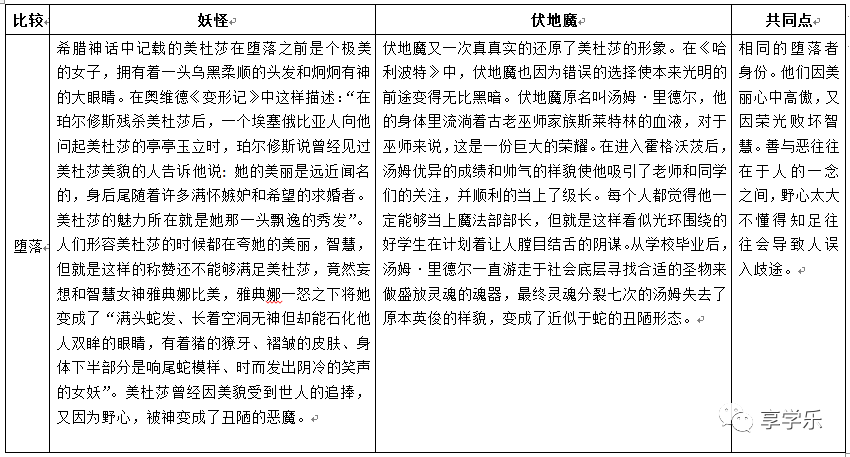 比较
妖怪
伏地魔
共同点
堕落
希腊神话中记载的美杜莎在堕落之前是个极美
的女子，拥有着一头乌黑柔顺的头发和炯炯有神
的大眼睛。在奥维德《变形记》中这样描述：“在
珀尔修斯残杀美杜莎后，一个埃塞俄比亚人向他
问起美杜莎的亭亭玉立时，珀尔修斯说曾经见过
美杜莎美貌的人告诉他说：她的美丽是远近闻名
的，身后尾随着许多满怀嫉妒和希望的求婚者。
美杜莎的魅力所在就是她那一头飘逸的秀发”。
人们形容美杜莎的时候都在夸她的美丽，智慧，
但就是这样的称赞还不能够满足美杜莎，竟然妄
想和智慧女神雅典娜比美，雅典娜一怒之下将她
变成了“满头蛇发、长着空洞无神但却能石化他
人双眸的眼睛，有着猪的獠牙、褶皱的皮肤、身
体下半部分是响尾蛇模样、时而发出阴冷的笑声
的女妖”。美杜莎曾经因美貌受到世人的追捧，
又因为野心，被神变成了丑陋的恶魔。
伏地魔又一次真真实的还原了美杜莎的形象。在《哈
利波特》中，伏地魔也因为错误的选择使本来光明的
前途变得无比黑暗。伏地魔原名叫汤姆·里德尔，他
的身体里流淌着古老巫师家族斯莱特林的血液，对于
巫师来说，这是一份巨大的荣耀。在进入霍格沃茨后，
汤姆优异的成绩和帅气的样貌使他吸引了老师和同学
们的关注，并顺利的当上了级长。每个人都觉得他一
定能够当上魔法部部长，但就是这样看似光环围绕的
好学生在计划着让人瞠目结舌的阴谋。从学校毕业后，
汤姆·里德尔一直游走于社会底层寻找合适的圣物来
做盛放灵魂的魂器，最终灵魂分裂七次的汤姆失去了
原本英俊的样貌，变成了近似于蛇的丑陋形态。
相同的堕落者
身份。他们因美
丽心中高傲，又
因荣光败坏智
慧。善与恶往往
在于人的一念
之间，野心太大
不懂得知足往
往会导致人误
入歧途。
享学乐